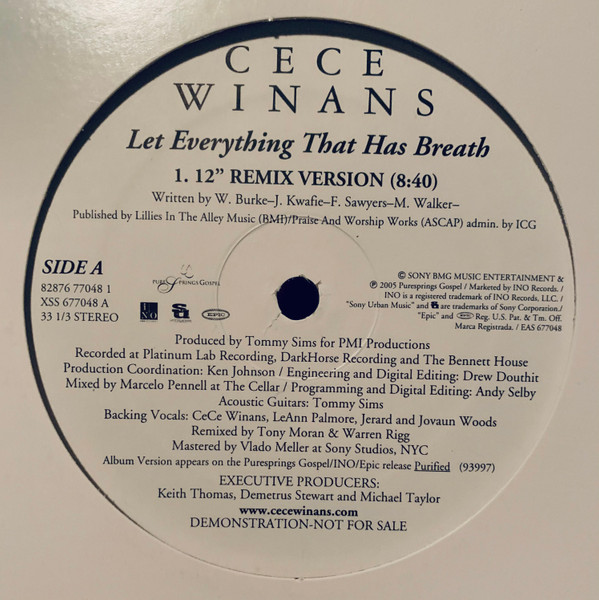 CECE
WINANS
Let Everything That Has Breath
1. 12” REMIX VERSION (8:40)
Written by W. Burke–J. Kwafie–F. Sawyers–M. Walker–
Published by Lillies In The Alley Music (BMI)/Praise And Worship Works (ASCAP) admin. by ICG
SIDE A
82876 77048 1
XSS 677048 A
33 1/3 STEREO
PURESPRINGS GOSPEL
INO
EPIC
© SONY BMG MUSIC ENTERTAINMENT &
℗ 2005 Puresprings Gospel / Marketed by INO Records. /
INO is a registered trademark of INO Records, LLC. /
"Sony Urban Music" and are trademarks of Sony Corporation./
"Epic" and EPIC Reg. U.S. Pat. & Tm. Off.
Marca Registrada. / EAS 677048
Produced by Tommy Sims for PMI Productions
Recorded at Platinum Lab Recording, DarkHorse Recording and The Bennett House
Production Coordination: Ken Johnson / Engineering and Digital Editing: Drew Douthit
Mixed by Marcelo Pennell at The Cellar / Programming and Digital Editing: Andy Selby
Acoustic Guitars: Tommy Sims
Backing Vocals: CeCe Winans, LeAnn Palmore, Jerard and Jovaun Woods
Remixed by Tony Moran & Warren Rigg
Mastered by Vlado Meller at Sony Studios, NYC
Album Version appears on the Puresprings Gospel/INO/Epic release Purified (93997)
EXECUTIVE PRODUCERS:
Keith Thomas, Demetrus Stewart and Michael Taylor
www.cecewinans.com
DEMONSTRATION-NOT FOR SALE